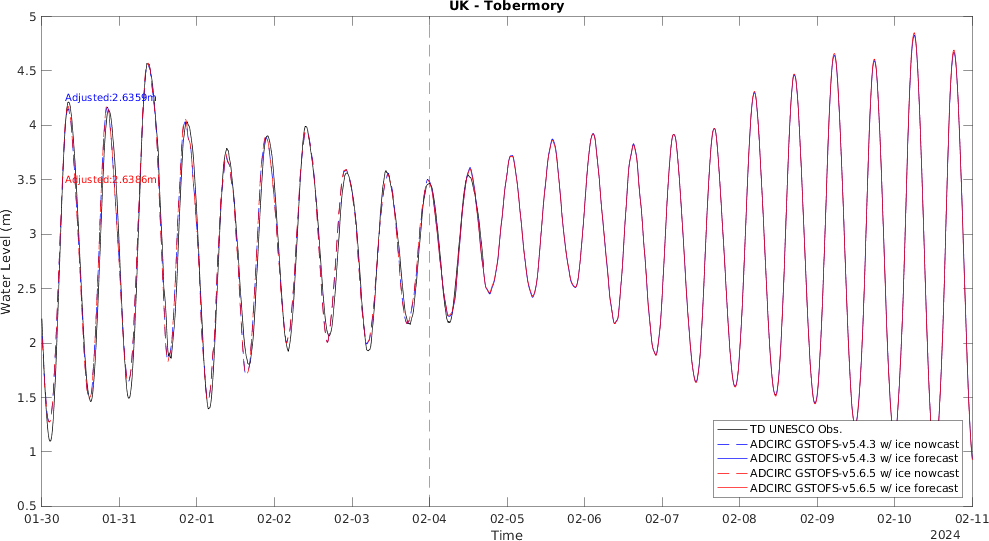 UK - Tobermory
5
4.5
4
3.5
3
2.5
2
1.5
1
0.5
Water Level (m)
Adjusted:2.6359m
Adjusted:2.6386m
TD UNESCO Obs.
ADCIRC GSTOFS-v5.4.3 w/ ice nowcast
ADCIRC GSTOFS-v5.4.3 w/ ice forecast
ADCIRC GSTOFS-v5.6.5 w/ ice nowcast
ADCIRC GSTOFS-v5.6.5 w/ ice forecast
01-30 01-31 02-01 02-02 02-03 02-04 02-05 02-06 02-07 02-08 02-09 02-10 02-11
Time
2024